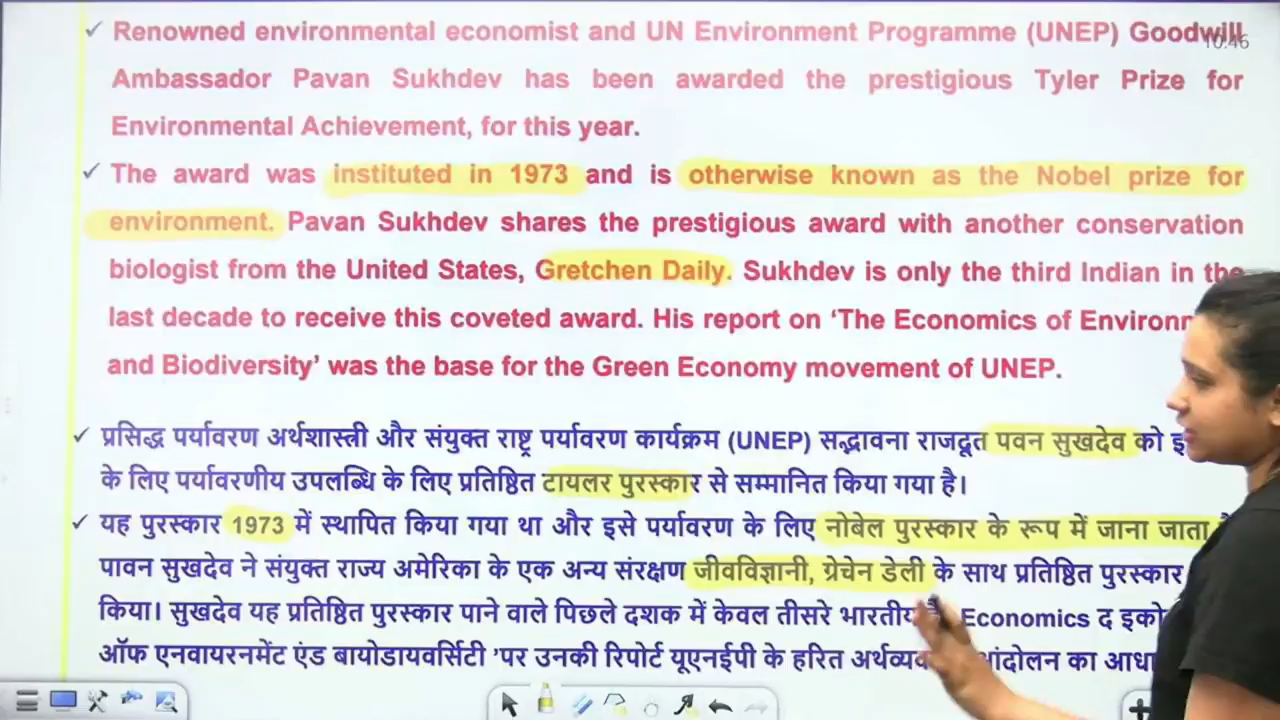 ✓ Renowned environmental economist and UN Environment Programme (UNEP) Goodwill
10:46
Ambassador Pavan Sukhdev has been awarded the prestigious Tyler Prize for
Environmental Achievement, for this year.
✓ The award was instituted in 1973 and is otherwise known as the Nobel prize for
environment. Pavan Sukhdev shares the prestigious award with another conservation
biologist from the United States, Gretchen Daily. Sukhdev is only the third Indian in the
last decade to receive this coveted award. His report on ‘The Economics of
and Biodiversity’ was the base for the Green Economy movement of UNEP.
✓ प्रसिद्ध पर्यावरण अर्थशास्त्री और संयुक्त राष्ट्र पर्यावरण कार्यक्रम (UNEP) सद्भावना राजदूत पवन सुखदेव को
के लिए पर्यावरणीय उपलब्धि के लिए प्रतिष्ठित टायलर पुरस्कार से सम्मानित किया गया है।
✓ यह पुरस्कार 1973 में स्थापित किया गया था और इसे पर्यावरण के लिए नोबेल पुरस्कार के रूप में जाना जाता
पावन सुखदेव ने संयुक्त राज्य अमेरिका के एक अन्य संरक्षण जीवविज्ञानी, ग्रेचेन डेली के साथ प्रतिष्ठित पुरस्कार
किया। सुखदेव यह प्रतिष्ठित पुरस्कार पाने वाले पिछले दशक में केवल तीसरे भारतीय Economics द
ऑफ एनवायरनमेंट एंड बायोडायवर्सिटी ’पर उनकी रिपोर्ट यूएनईपी के हरित का